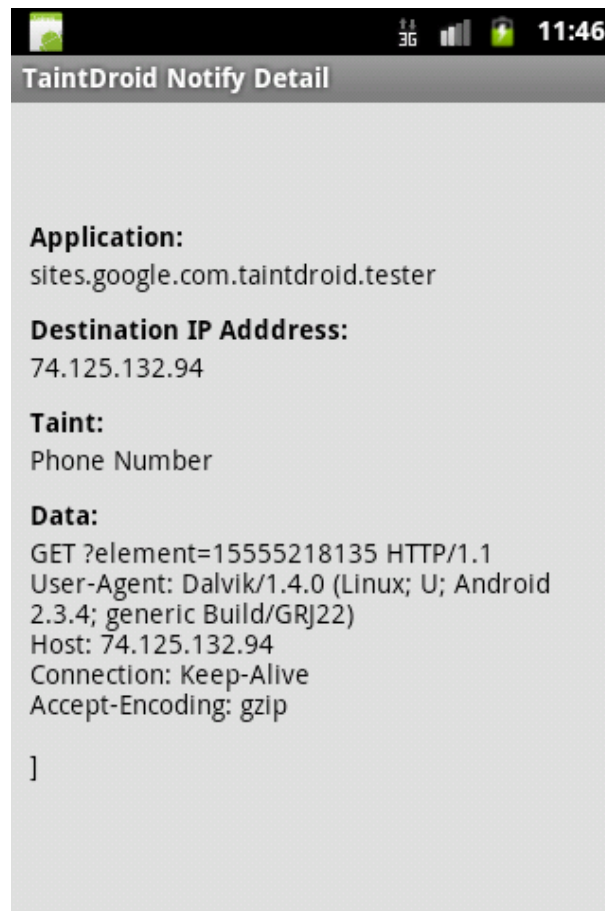 3G 11:46
TaintDroid Notify Detail
Application:
sites.google.com.taintdroid.tester
Destination IP Adddress:
74.125.132.94
Taint:
Phone Number
Data:
GET ?element=15555218135 HTTP/1.1
User-Agent: Dalvik/1.4.0 (Linux; U; Android
2.3.4; generic Build/GRJ22)
Host: 74.125.132.94
Connection: Keep-Alive
Accept-Encoding: gzip
]